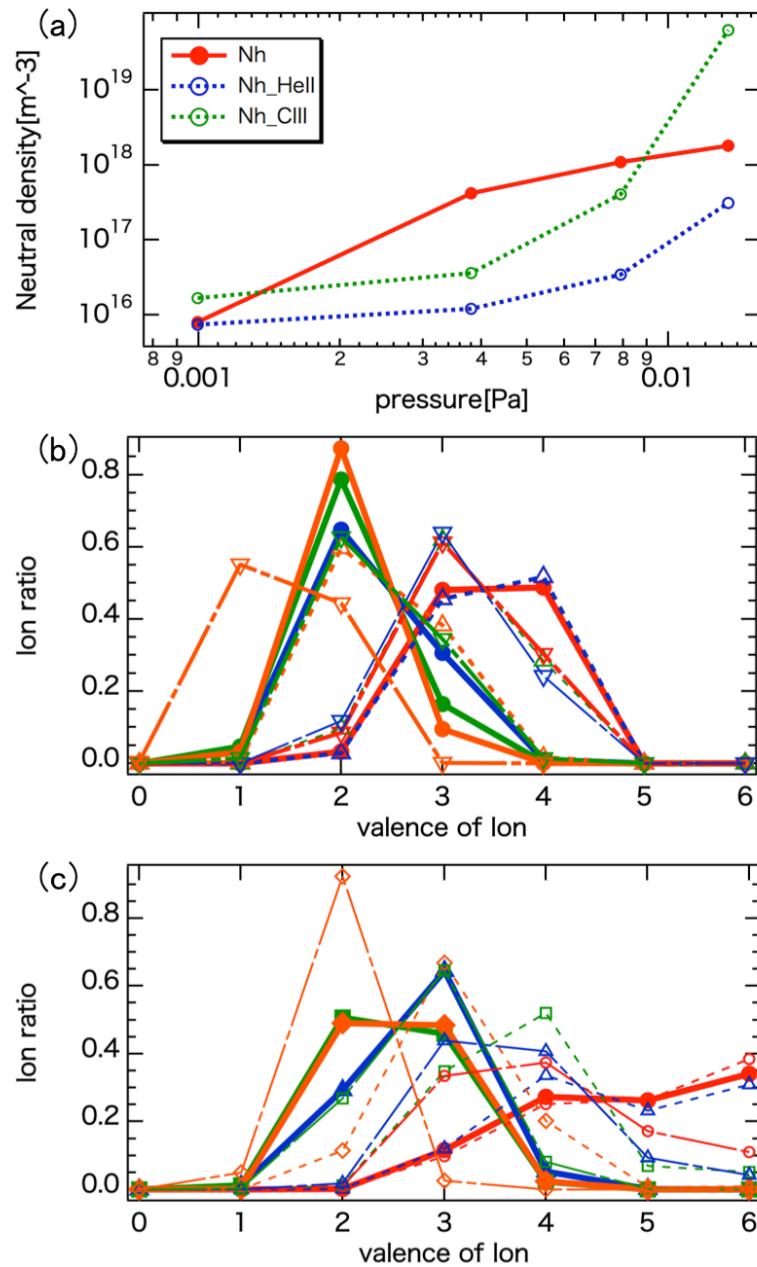 (a)
Neutral density[m^-3]
10^19
10^18
10^17
10^16
Nh
Nh_HeII
Nh_CIII
8 9 2 3 4 5 6 7 8 9
0.001 0.01
pressure[Pa]
(b)
Ion ratio
0.8
0.6
0.4
0.2
0.0
0 1 2 3 4 5 6
valence of Ion
(c)
Ion ratio
0.8
0.6
0.4
0.2
0.0
0 1 2 3 4 5 6
valence of Ion